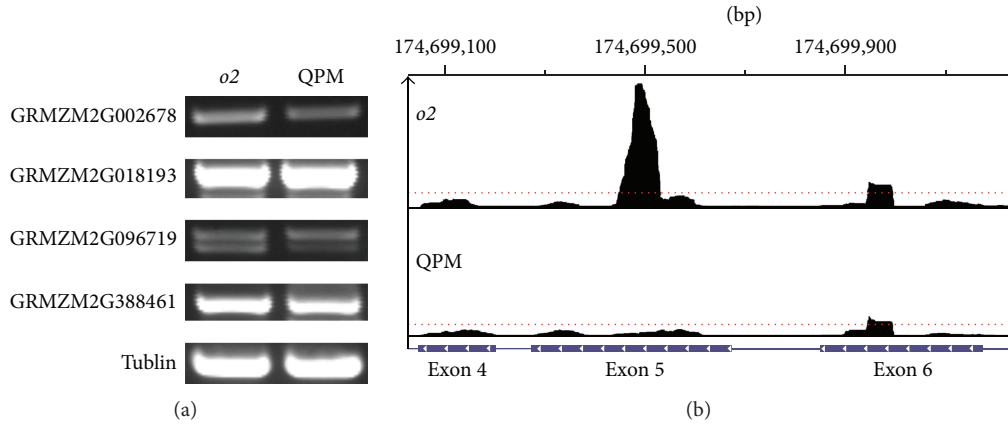 o2 QPM
GRMZM2G002678
GRMZM2G018193
GRMZM2G096719
GRMZM2G388461
Tublin
(a)
(bp)
174,699,100 174,699,500 174,699,900
o2
QPM
Exon 4 Exon 5 Exon 6
(b)